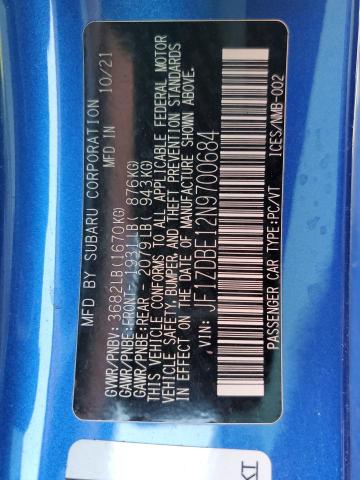 MFD BY SUBARU CORPORATION 10/21
MFD IN
GVWR/PNBV: 3682LB(1670KG)
GAWR/PNBE:FRONT- 1931LB( 876KG)
GAWR/PNBE:REAR - 2079LB( 943KG)
THIS VEHICLE CONFORMS TO ALL APPLICABLE FEDERAL MOTOR
VEHICLE SAFETY, BUMPER, AND THEFT PREVENTION STANDARDS
IN EFFECT ON THE DATE OF MANUFACTURE SHOWN ABOVE.
VIN: JF1ZDBE12N9700684
PASSENGER CAR TYPE:PC/VT ICES/NMB-002